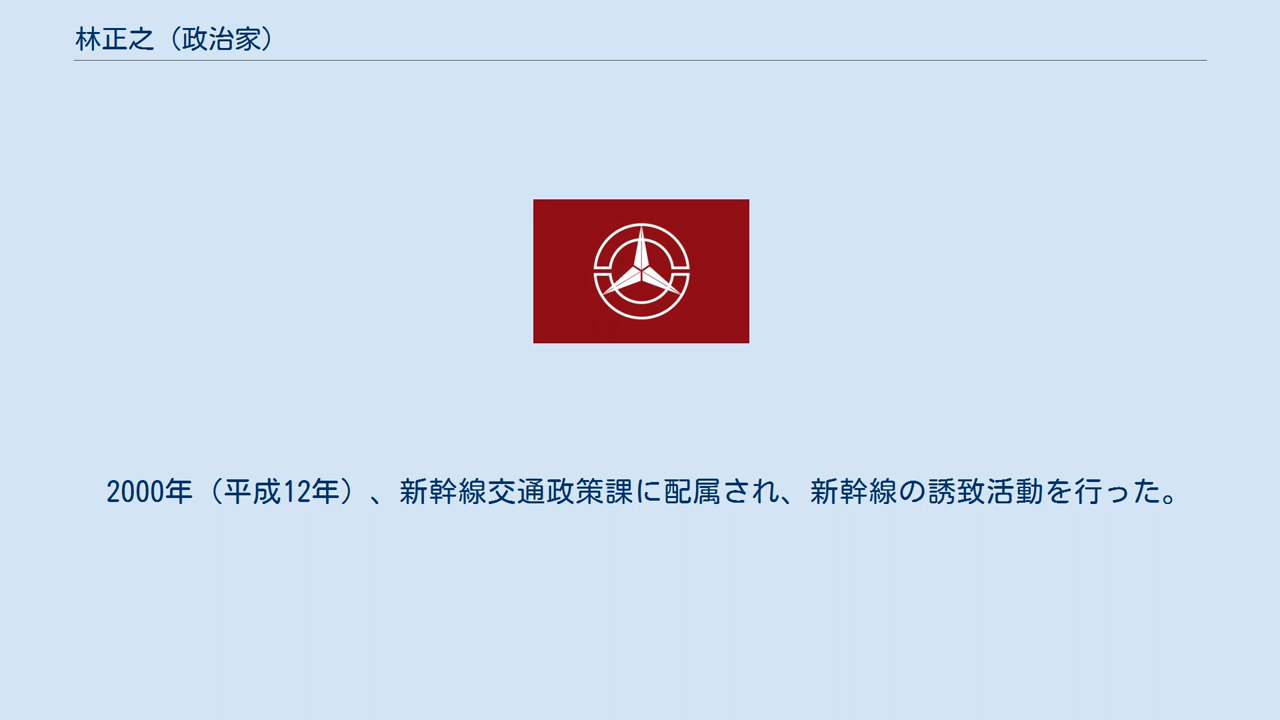 林正之（政治家）
2000年（平成12年）、新幹線交通政策課に配属され、新幹線の誘致活動を行った。